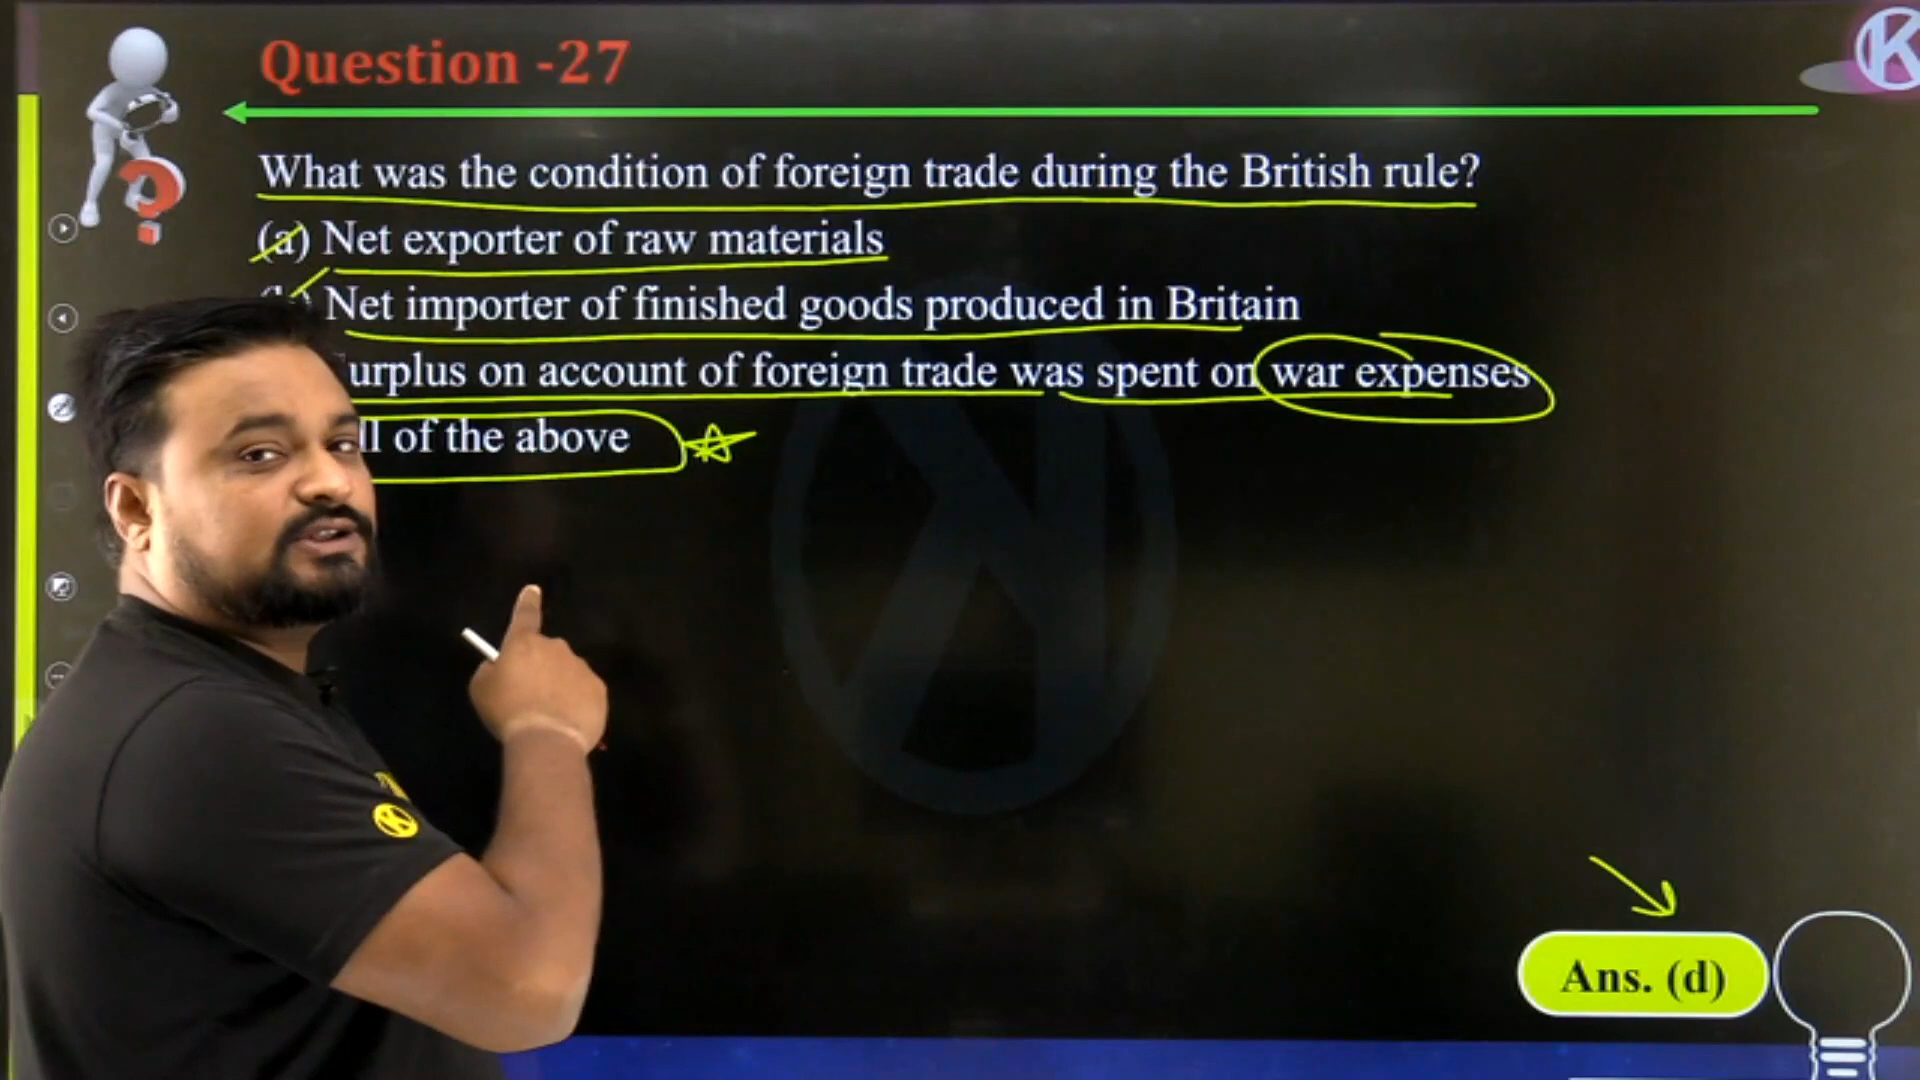 Question -27
What was the condition of foreign trade during the British rule?
(a) Net exporter of raw materials
Net importer of finished goods produced in Britain
urplus on account of foreign trade was spent on war expenses
ll of the above
Ans. (d)